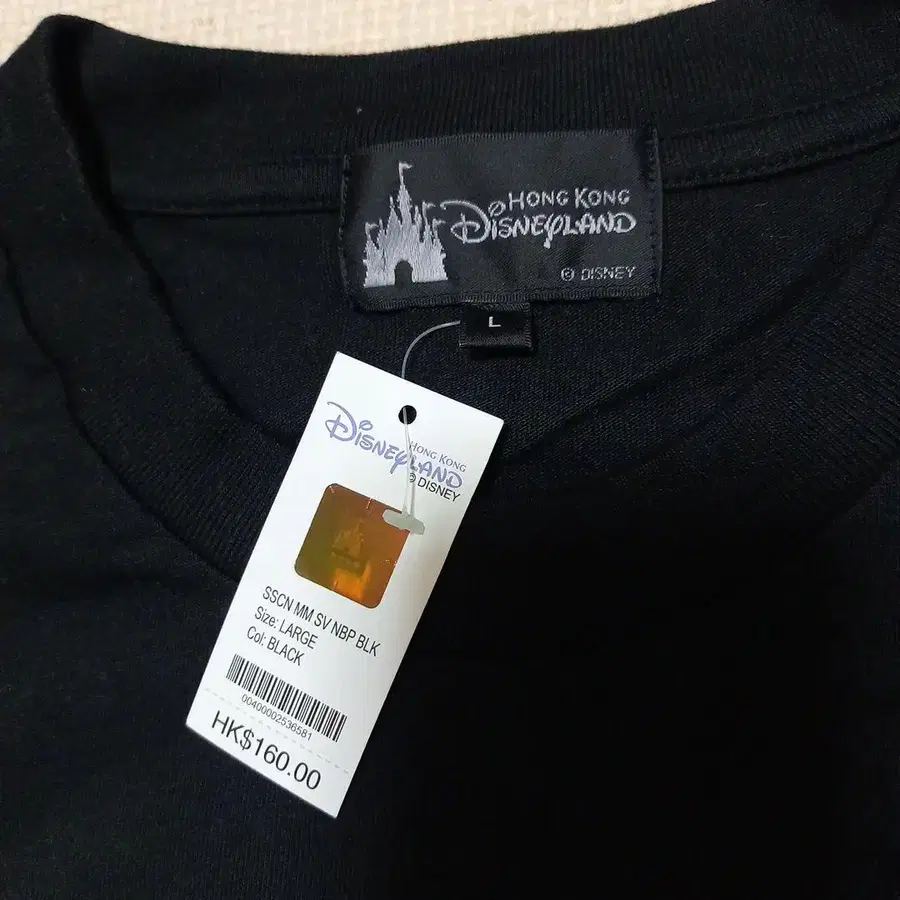 HONG KONG
DISNEYLAND
© DISNEY
L
DISNEYLAND
HONG KONG
© DISNEY
SSCN MM SV NBP BLK
Size: LARGE
Col: BLACK
00400002536581
HK$160.00